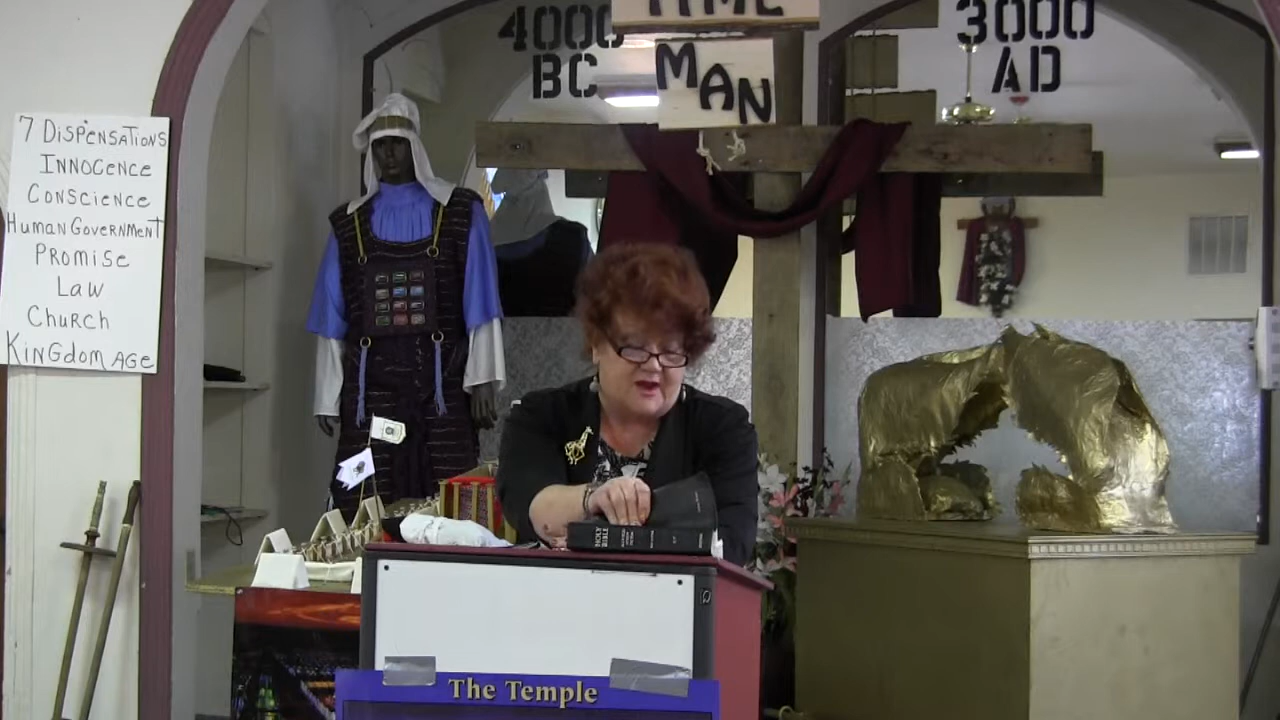 7 DISPENSATIONS
INNOCENCE
CONSCIENCE
HUMAN GOVERNMENT
PROMISE
LAW
CHURCH
KINGDOM AGE
4000
BC
TIME
MAN
3000
AD
HOLY
BIBLE
The Temple